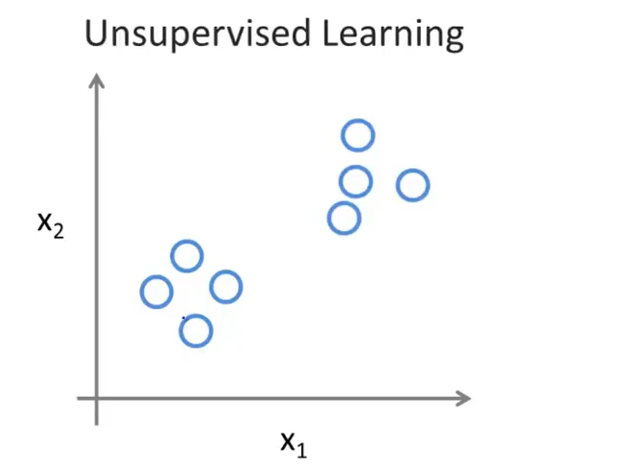 Unsupervised Learning
x₂
x₁